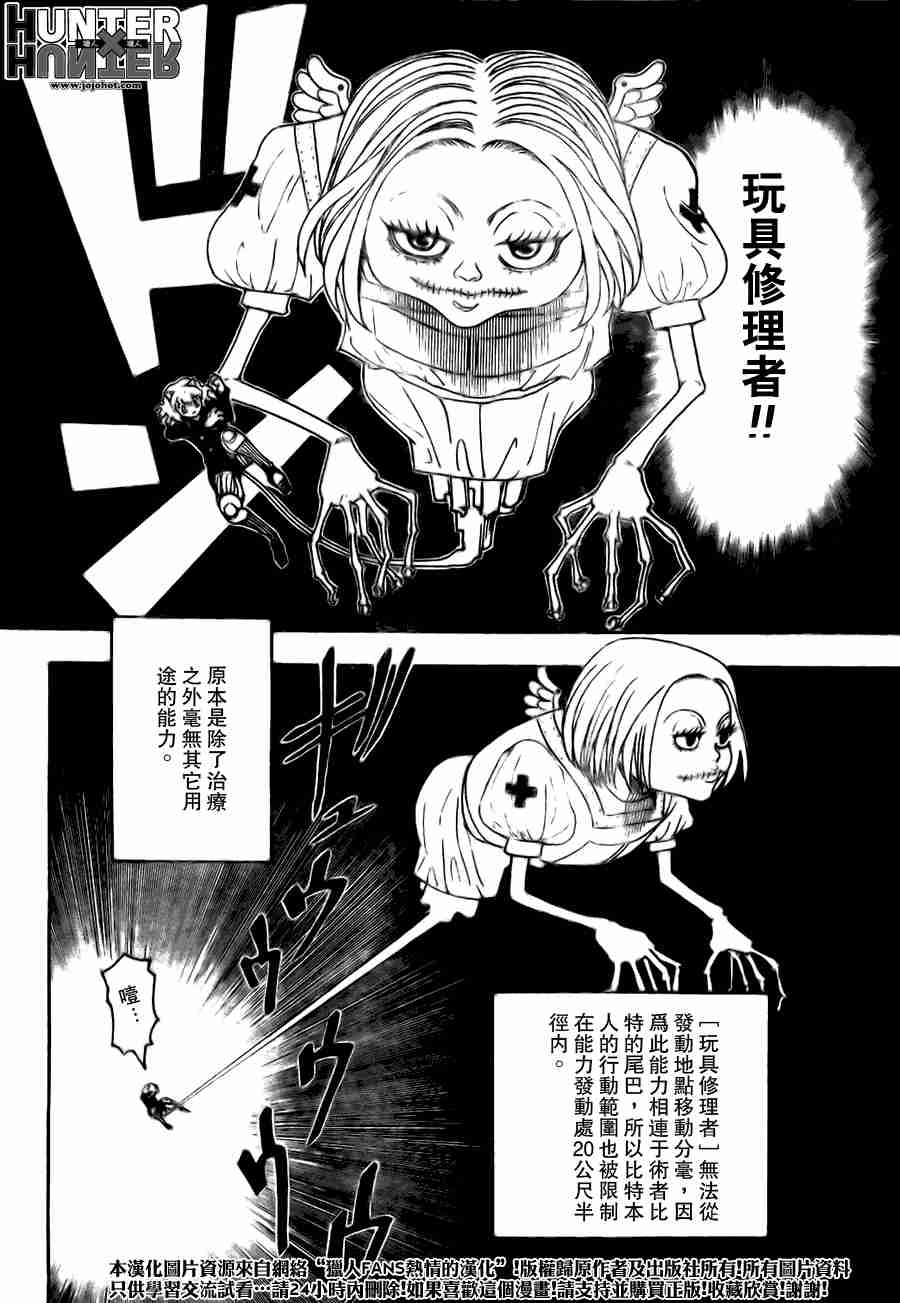 HUNTER
×
HUNTER
獵人
獵人
www.jojohot.com
玩具修理者!!
ドン
原本是除了治療
之外毫無其它用
途的能力。
ギュウウウウウ
噎…
［玩具修理者］無法從
發動地點移動分毫，因
爲此能力相連于術者比
特的尾巴，所以比特本
人的行動範圍也被限制
在能力發動處20公尺半
徑内。
本漢化圖片資源來自網絡“獵人FANS熱情的漢化”!版權歸原作者及出版社所有!所有圖片資料
只供學習交流試看…請24小時內刪除!如果喜歡這個漫畫!請支持並購買正版!收藏欣賞!謝謝!